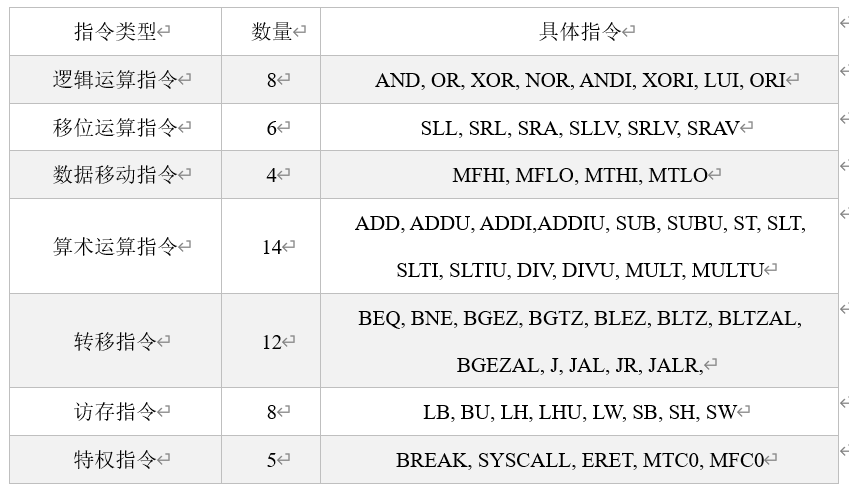 指令类型 数量 具体指令
逻辑运算指令 8 AND, OR, XOR, NOR, ANDI, XORI, LUI, ORI
移位运算指令 6 SLL, SRL, SRA, SLLV, SRLV, SRAV
数据移动指令 4 MFHI, MFLO, MTHI, MTLO
算术运算指令 14 ADD, ADDU, ADDI,ADDIU, SUB, SUBU, ST, SLT,
SLTI, SLTIU, DIV, DIVU, MULT, MULTU
转移指令 12 BEQ, BNE, BGEZ, BGTZ, BLEZ, BLTZ, BLTZAL,
BGEZAL, J, JAL, JR, JALR,
访存指令 8 LB, BU, LH, LHU, LW, SB, SH, SW
特权指令 5 BREAK, SYSCALL, ERET, MTC0, MFC0